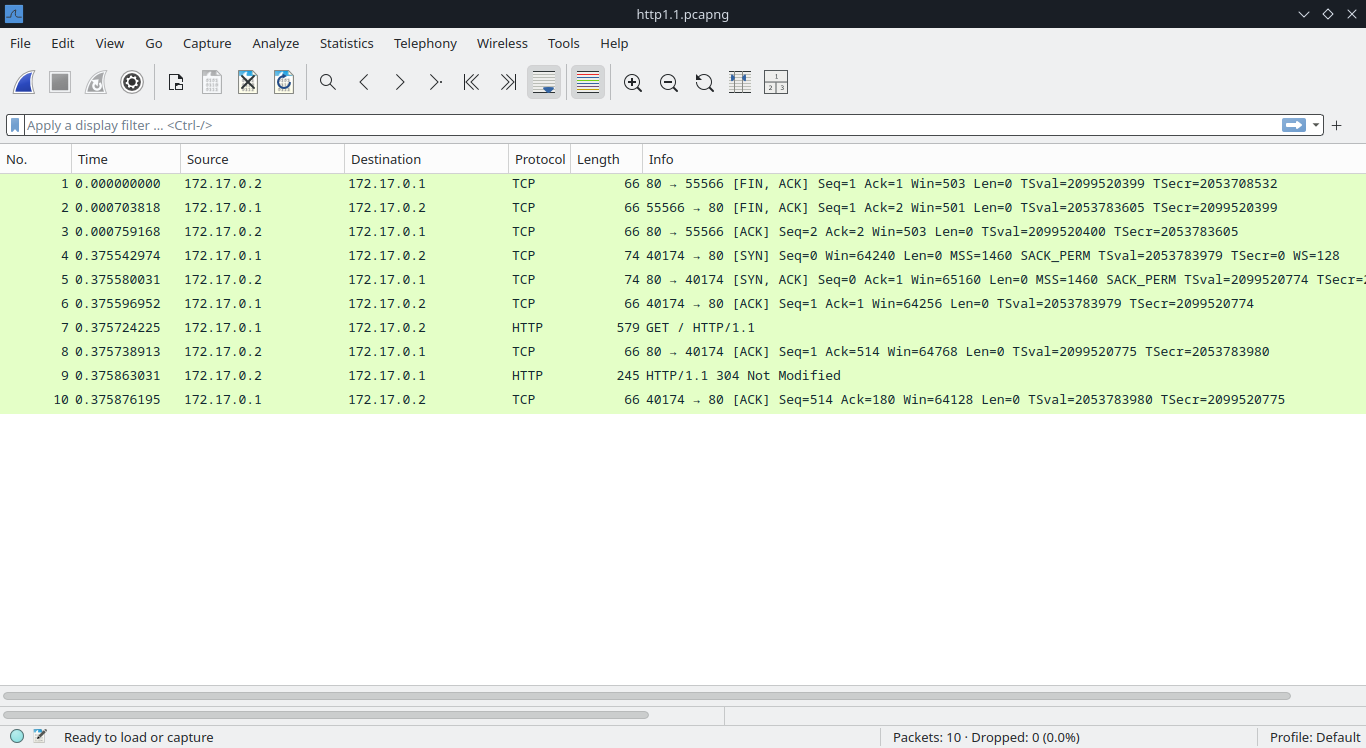 http1.1.pcapng
File Edit View Go Capture Analyze Statistics Telephony Wireless Tools Help
Apply a display filter ... <Ctrl-/>
No. Time Source Destination Protocol Length Info
1 0.000000000 172.17.0.2 172.17.0.1 TCP 66 80 → 55566 [FIN, ACK] Seq=1 Ack=1 Win=503 Len=0 TSval=2099520399 TSecr=2053708532
2 0.000703818 172.17.0.1 172.17.0.2 TCP 66 55566 → 80 [FIN, ACK] Seq=1 Ack=2 Win=501 Len=0 TSval=2053783605 TSecr=2099520399
3 0.000759168 172.17.0.2 172.17.0.1 TCP 66 80 → 55566 [ACK] Seq=2 Ack=2 Win=503 Len=0 TSval=2099520400 TSecr=2053783605
4 0.375542974 172.17.0.1 172.17.0.2 TCP 74 40174 → 80 [SYN] Seq=0 Win=64240 Len=0 MSS=1460 SACK_PERM TSval=2053783979 TSecr=0 WS=128
5 0.375580031 172.17.0.2 172.17.0.1 TCP 74 80 → 40174 [SYN, ACK] Seq=0 Ack=1 Win=65160 Len=0 MSS=1460 SACK_PERM TSval=2099520774 TSecr=2
6 0.375596952 172.17.0.1 172.17.0.2 TCP 66 40174 → 80 [ACK] Seq=1 Ack=1 Win=64256 Len=0 TSval=2053783979 TSecr=2099520774
7 0.375724225 172.17.0.1 172.17.0.2 HTTP 579 GET / HTTP/1.1
8 0.375738913 172.17.0.2 172.17.0.1 TCP 66 80 → 40174 [ACK] Seq=1 Ack=514 Win=64768 Len=0 TSval=2099520775 TSecr=2053783980
9 0.375863031 172.17.0.2 172.17.0.1 HTTP 245 HTTP/1.1 304 Not Modified
10 0.375876195 172.17.0.1 172.17.0.2 TCP 66 40174 → 80 [ACK] Seq=514 Ack=180 Win=64128 Len=0 TSval=2053783980 TSecr=2099520775
Ready to load or capture Packets: 10 · Dropped: 0 (0.0%) Profile: Default